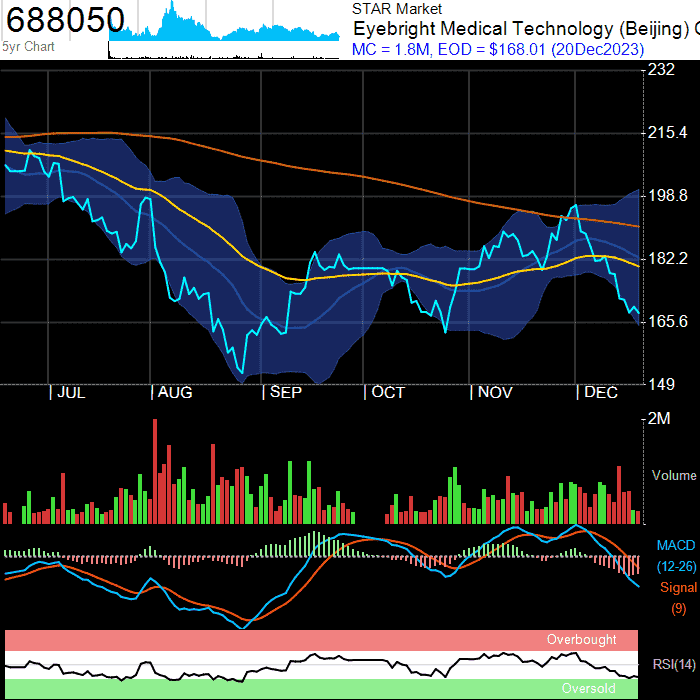 688050
5yr Chart
STAR Market
Eyebright Medical Technology (Beijing) C
MC = 1.8M, EOD = $168.01 (20Dec2023)
232
215.4
198.8
182.2
165.6
149
| JUL | AUG | SEP | OCT | NOV | DEC
2M
Volume
MACD
(12-26)
Signal
(9)
Overbought
RSI(14)
Oversold